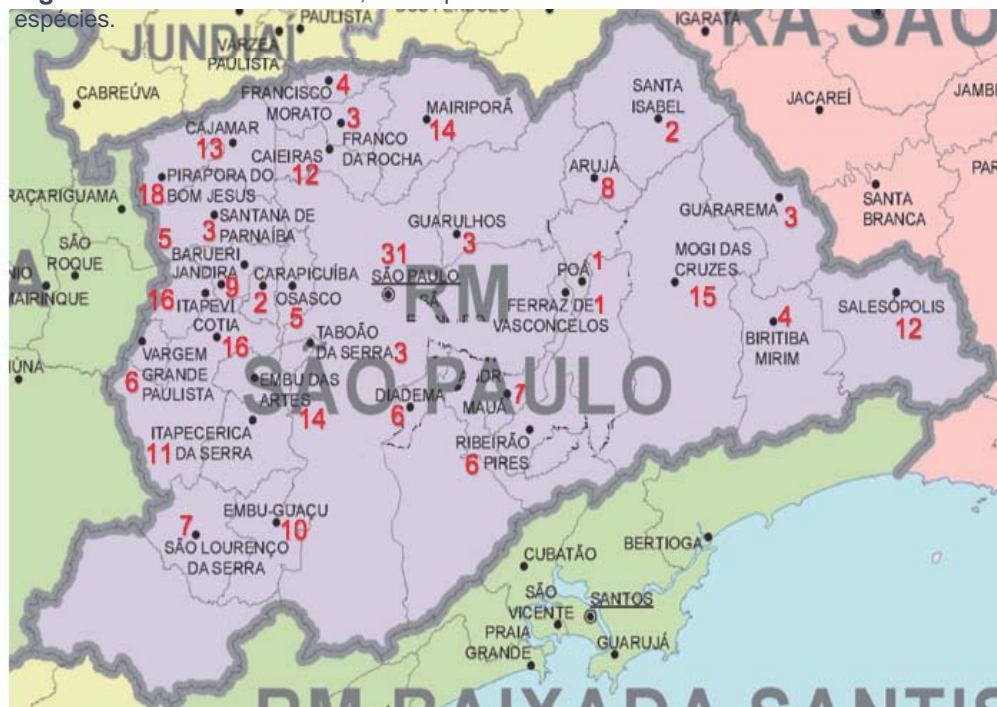 espécies.
JUNDIAÍ
PAULISTA
VÁRZEA
PAULISTA
IGARATÁ
RA SÃO
CABREÚVA
FRANCISCO
MORATO
4
3
MAIRIPORÃ
14
SANTA
ISABEL
2
JACAREÍ
CAJAMAR
13
CAIEIRAS
12
FRANCO
DA ROCHA
ARUJÁ
8
PIRAPORA DO
BOM JESUS
18
RAÇARIGUAMA
SANTANA DE
PARNAÍBA
3
5
GUARULHOS
3
GUARAREMA
3
SANTA
BRANCA
SÃO
ROQUE
MAIRINQUE
BARUERI
JANDIRA
9
CARAPICUÍBA
2
OSASCO
5
31
SÃO PAULO
RM
POÁ
1
FERRAZ DE
VASCONCELOS
1
MOGI DAS
CRUZES
15
SALESÓPOLIS
12
16
ITAPEVI
COTIA
16
TABOÃO
DA SERRA
3
4
BIRITIBA
MIRIM
VARGEM
GRANDE
PAULISTA
6
EMBU DAS
ARTES
14
SÃO PAULO
DIADEMA
6
MAUÁ
7
ITAPECERICA
DA SERRA
11
RIBEIRÃO
PIRES
6
EMBU-GUAÇU
10
7
SÃO LOURENÇO
DA SERRA
CUBATÃO
BERTIOGA
SÃO
VICENTE
SANTOS
PRAIA
GRANDE
GUARUJÁ
RM BAIXADA SANTIS